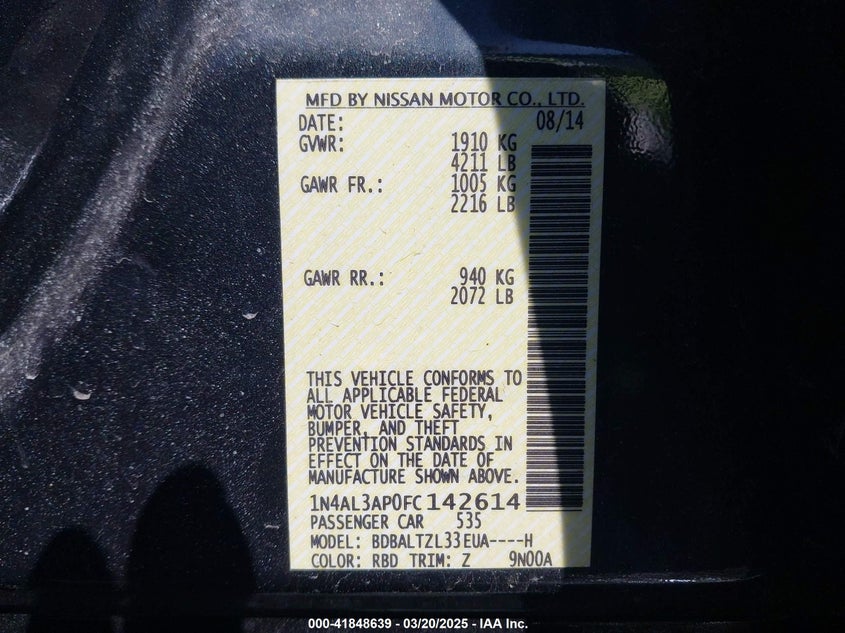 MFD BY NISSAN MOTOR CO., LTD.
DATE: 08/14
GVWR: 1910 KG
4211 LB
GAWR FR.: 1005 KG
2216 LB
GAWR RR.: 940 KG
2072 LB
THIS VEHICLE CONFORMS TO
ALL APPLICABLE FEDERAL
MOTOR VEHICLE SAFETY,
BUMPER, AND THEFT
PREVENTION STANDARDS IN
EFFECT ON THE DATE OF
MANUFACTURE SHOWN ABOVE.
1N4AL3AP0FC142614
PASSENGER CAR 535
MODEL: BDBALTZL33EUA----H
COLOR: RBD TRIM: Z 9N00A
000-41848639 - 03/20/2025 - IAA Inc.